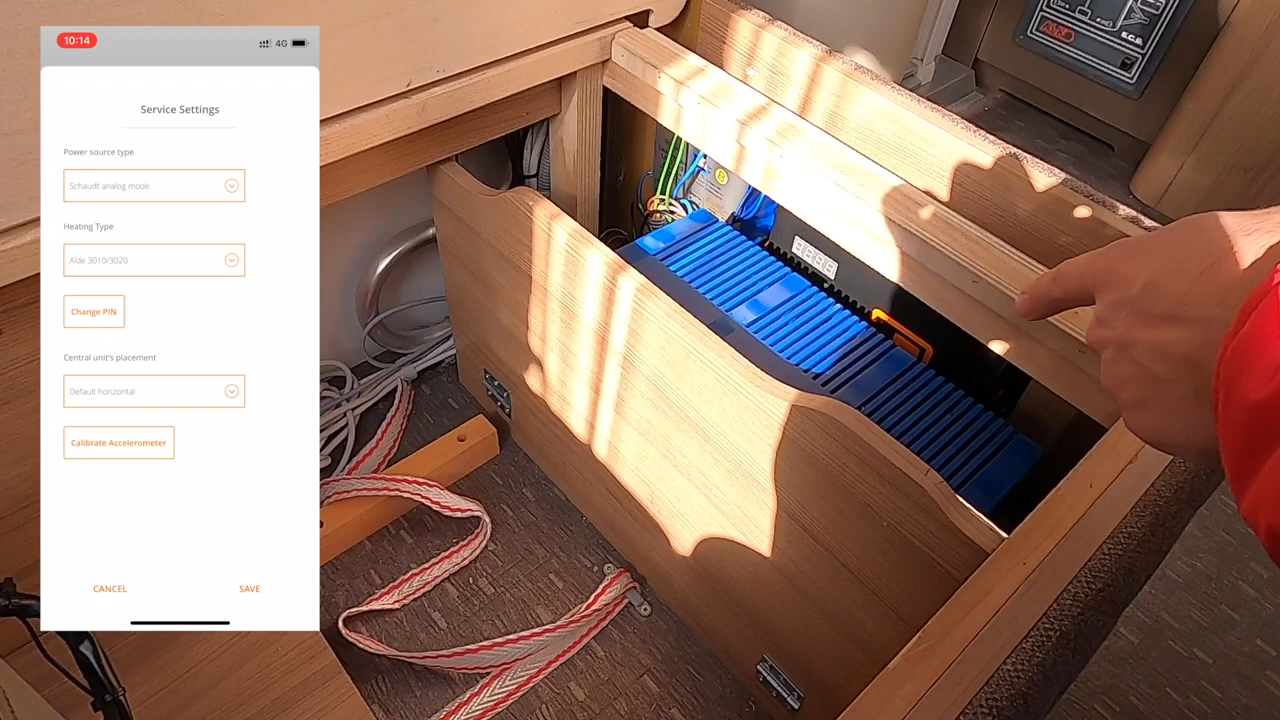 10:14
4G
Service Settings
Power source type
Schaudt analog mode
Heating Type
Alde 3010/3020
Change PIN
Central unit's placement
Default horizontal
Calibrate Accelerometer
CANCEL
SAVE
E.C.B.